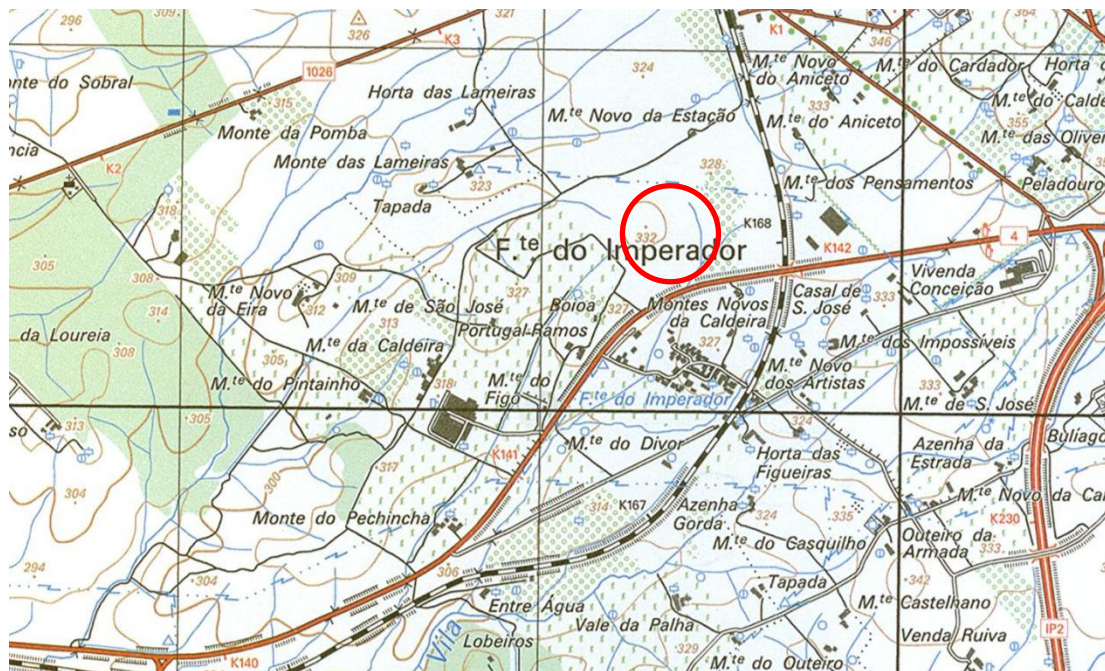 296
309
326
321
K3
K1
346
364
1026
324
M.te Novo
do Aniceto
M.te do Cardador
Horta
nte do Sobral
Horta das Lameiras
315
333
M.te do Calde
355
Monte da Pomba
M.te Novo da Estação
M.te do Aniceto
M.te das Olive
ncia
K2
Monte das Lameiras
328
323
M.te dos Pensamentos
Peladouro
Tapada
318
332
K168
K142
4
F.te do Imperador
305
308
309
Vivenda
Conceição
M.te Novo
da Eira
312
M.te de São José
327
Boioa
327
Montes Novos
da Caldeira
Casal de
S. José
333
314
313
da Loureia
308
Portugal-Ramos
M.te da Caldeira
327
M.te dos Impossíveis
305
M.te do Pintainho
318
M.te do
Figo
M.te Novo
dos Artistas
333
F.te do Imperador
M.te de S. José
305
so
313
324
Buliago
K141
M.te do Divor
Azenha da
Estrada
317
Horta das
Figueiras
304
300
314
K167
Azenha
Gorda
324
335
M.te Novo da Ca
Monte do Pechincha
K230
Outeiro da
Armada
333
M.te do Casquilho
294
304
306
Tapada
342
Entre Água
M.te Castelhano
Vila
Vale da Palha
Lobeiros
329
IP2
Venda Ruiva
322
K140
M.te do Outeiro